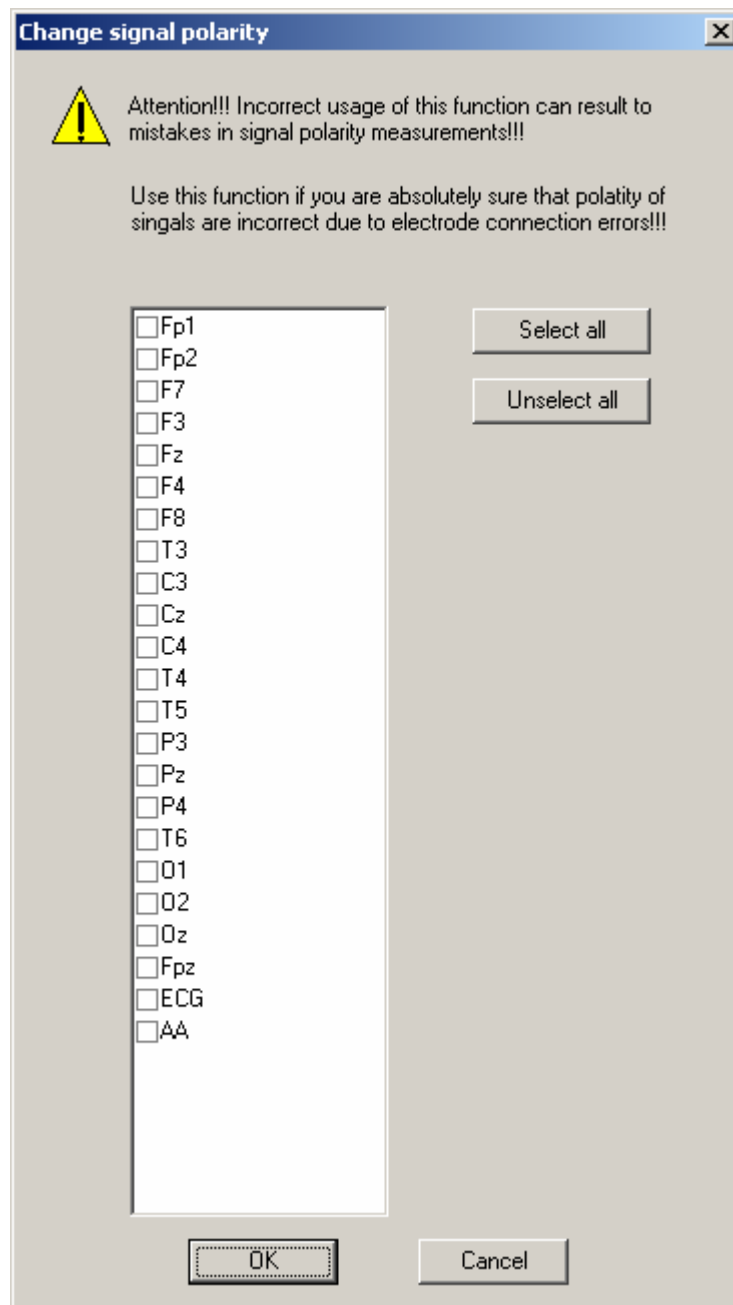 Change signal polarity
Attention!!! Incorrect usage of this function can result to
mistakes in signal polarity measurements!!!
Use this function if you are absolutely sure that polatity of
singals are incorrect due to electrode connection errors!!!
Fp1
Fp2
F7
F3
Fz
F4
F8
T3
C3
Cz
C4
T4
T5
P3
Pz
P4
T6
O1
O2
Oz
Fpz
ECG
AA
Select all
Unselect all
OK
Cancel